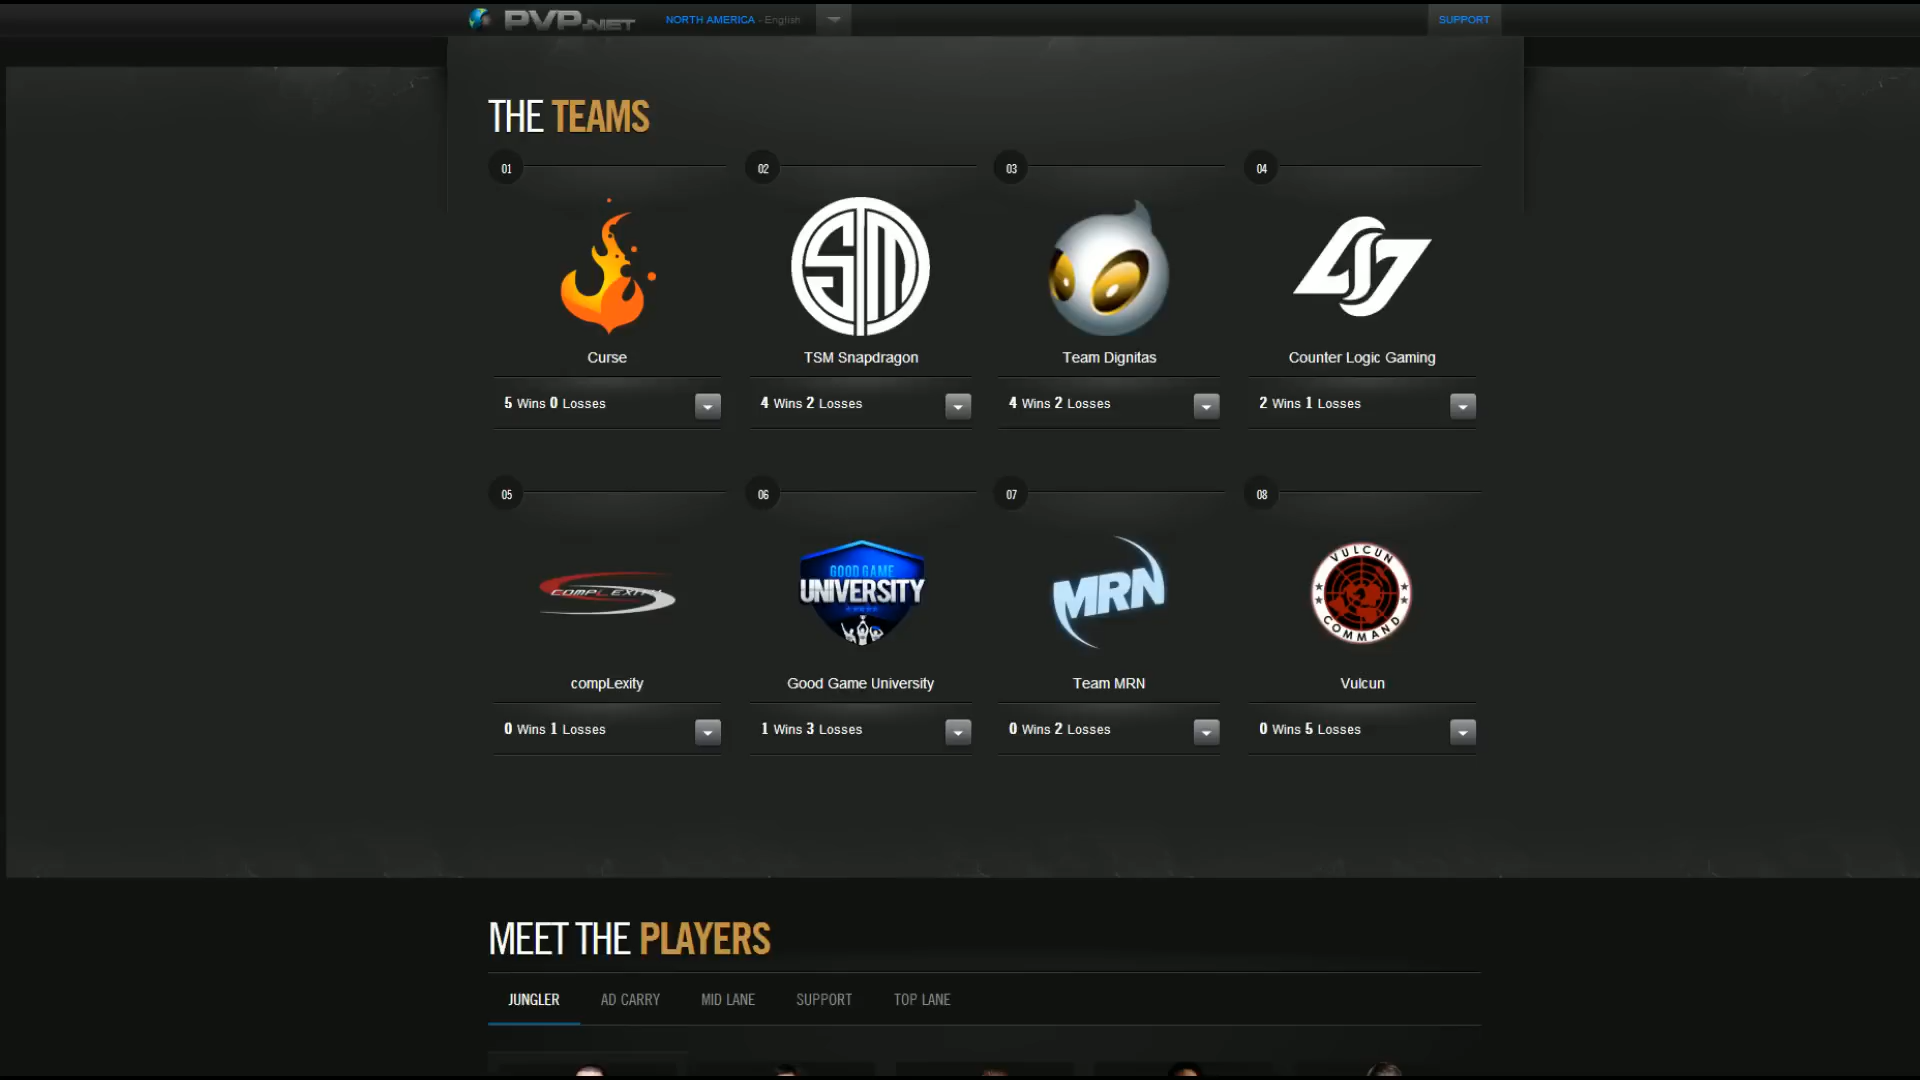 PVP.NET
NORTH AMERICA - English
SUPPORT
THE TEAMS
01
02
03
04
Curse
TSM Snapdragon
Team Dignitas
Counter Logic Gaming
5 Wins 0 Losses
4 Wins 2 Losses
4 Wins 2 Losses
2 Wins 1 Losses
05
06
07
08
COMPLEXITY
GOOD GAME
UNIVERSITY
MRN
VULCUN
COMMAND
compLexity
Good Game University
Team MRN
Vulcun
0 Wins 1 Losses
1 Wins 3 Losses
0 Wins 2 Losses
0 Wins 5 Losses
MEET THE PLAYERS
JUNGLER
AD CARRY
MID LANE
SUPPORT
TOP LANE